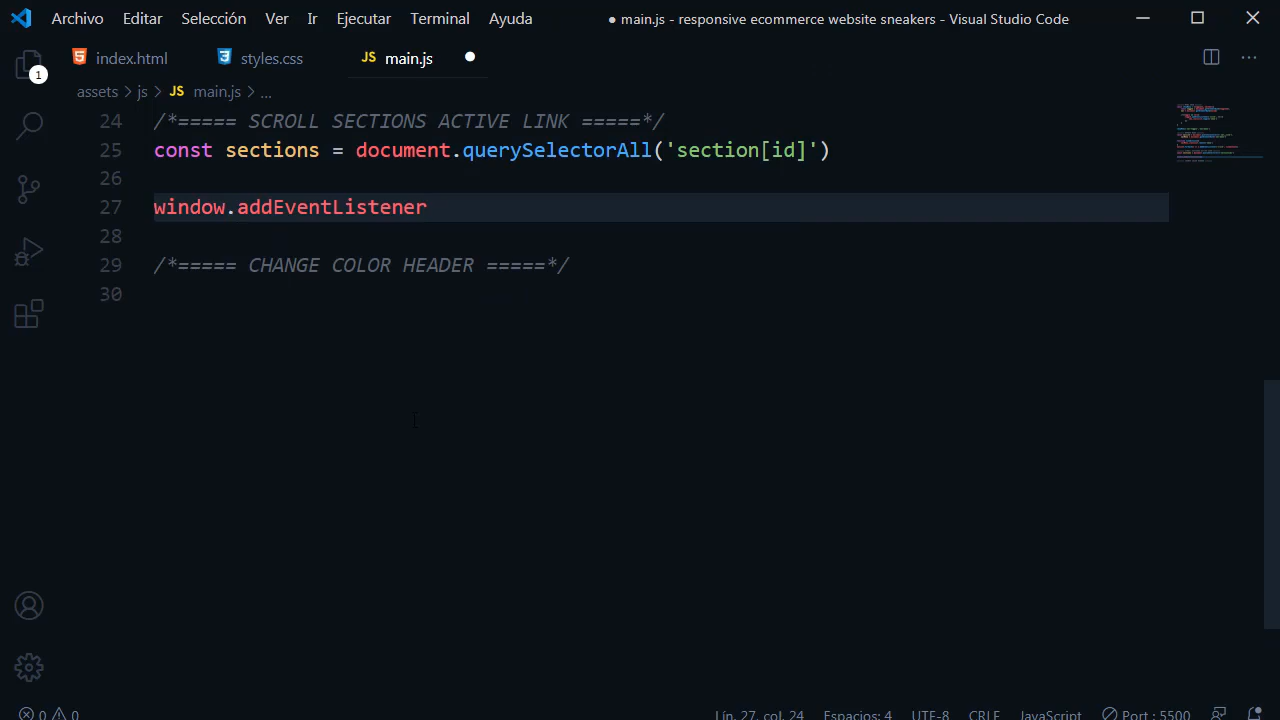 Archivo Editar Selección Ver Ir Ejecutar Terminal Ayuda ● main.js - responsive ecommerce website sneakers - Visual Studio Code
index.html styles.css JS main.js
1
assets > js > JS main.js > ...
24 /*===== SCROLL SECTIONS ACTIVE LINK =====*/
25 const sections = document.querySelectorAll('section[id]')
26
27 window.addEventListener
28
29 /*===== CHANGE COLOR HEADER =====*/
30
0 0 Lín. 27, col. 24 Espacios: 4 UTF-8 CRLF JavaScript Port : 5500